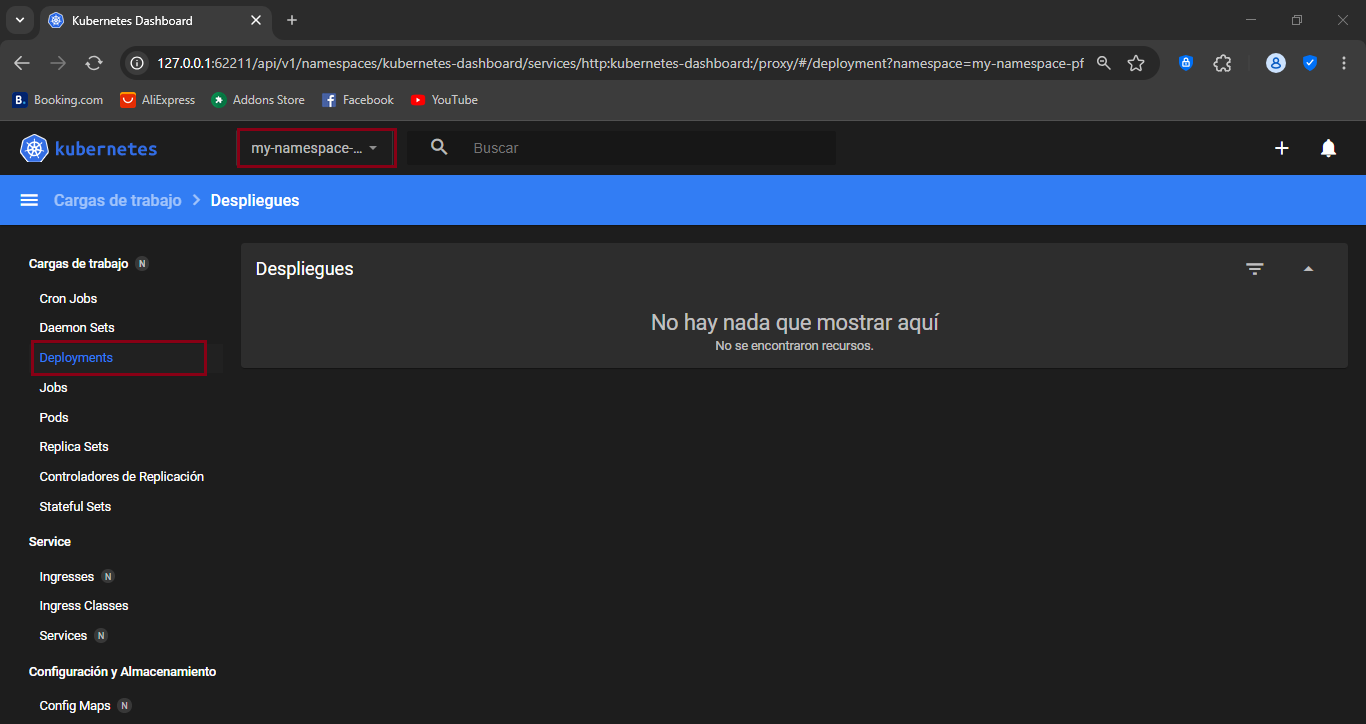 Kubernetes Dashboard
127.0.0.1:62211/api/v1/namespaces/kubernetes-dashboard/services/http:kubernetes-dashboard:/proxy/#/deployment?namespace=my-namespace-pf
B. Booking.com AliExpress Addons Store Facebook YouTube
kubernetes my-namespace-... Buscar
Cargas de trabajo > Despliegues
Cargas de trabajo N
Cron Jobs
Daemon Sets
Deployments
Jobs
Pods
Replica Sets
Controladores de Replicación
Stateful Sets
Service
Ingresses N
Ingress Classes
Services N
Configuración y Almacenamiento
Config Maps N
Despliegues
No hay nada que mostrar aquí
No se encontraron recursos.